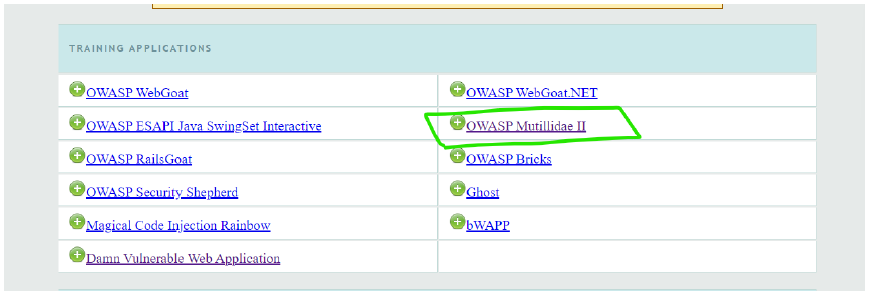 TRAINING APPLICATIONS
OWASP WebGoat
OWASP WebGoat.NET
OWASP ESAPI Java SwingSet Interactive
OWASP Mutillidae II
OWASP RailsGoat
OWASP Bricks
OWASP Security Shepherd
Ghost
Magical Code Injection Rainbow
bWAPP
Damn Vulnerable Web Application